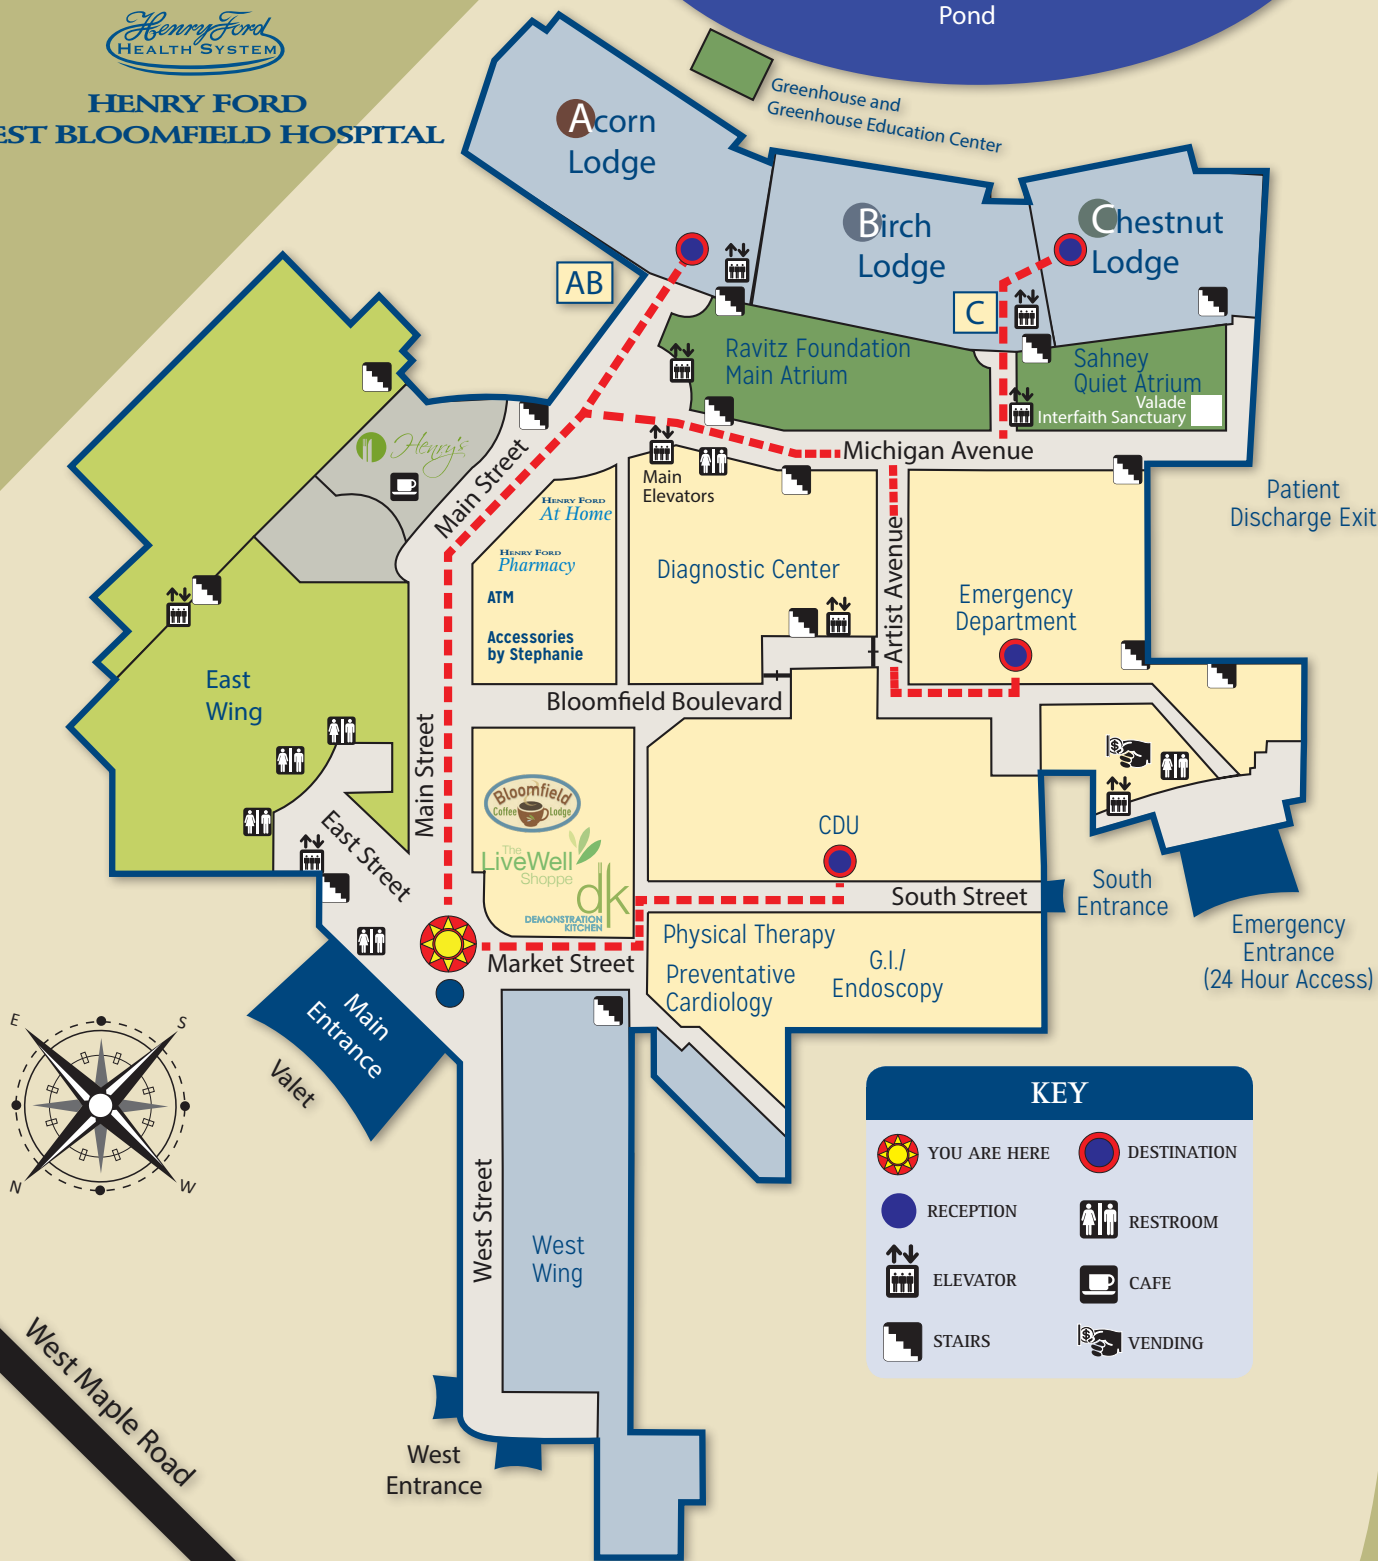 Pond
Henry Ford
HEALTH SYSTEM
HENRY FORD
EST BLOOMFIELD HOSPITAL
Greenhouse and
Greenhouse Education Center
Acorn
Lodge
Birch
Lodge
Chestnut
Lodge
AB
C
Ravitz Foundation
Main Atrium
Sahney
Quiet Atrium
Valade
Interfaith Sanctuary
Henry's
Main Street
Michigan Avenue
Main
Elevators
Patient
Discharge Exit
HENRY FORD
At Home
HENRY FORD
Pharmacy
ATM
Accessories
by Stephanie
Diagnostic Center
Artist Avenue
Emergency
Department
East
Wing
Bloomfield Boulevard
Main Street
Bloomfield
Coffee Lodge
The
LiveWell
Shoppe
dk
DEMONSTRATION
KITCHEN
$
CDU
East Street
South Street
South
Entrance
Emergency
Entrance
(24 Hour Access)
Market Street
Physical Therapy
Preventative
Cardiology
G.I./
Endoscopy
Main
Entrance
Valet
E
S
N
W
West Street
West
Wing
West
Entrance
West Maple Road
KEY
YOU ARE HERE
DESTINATION
RECEPTION
RESTROOM
ELEVATOR
CAFE
STAIRS
$
VENDING